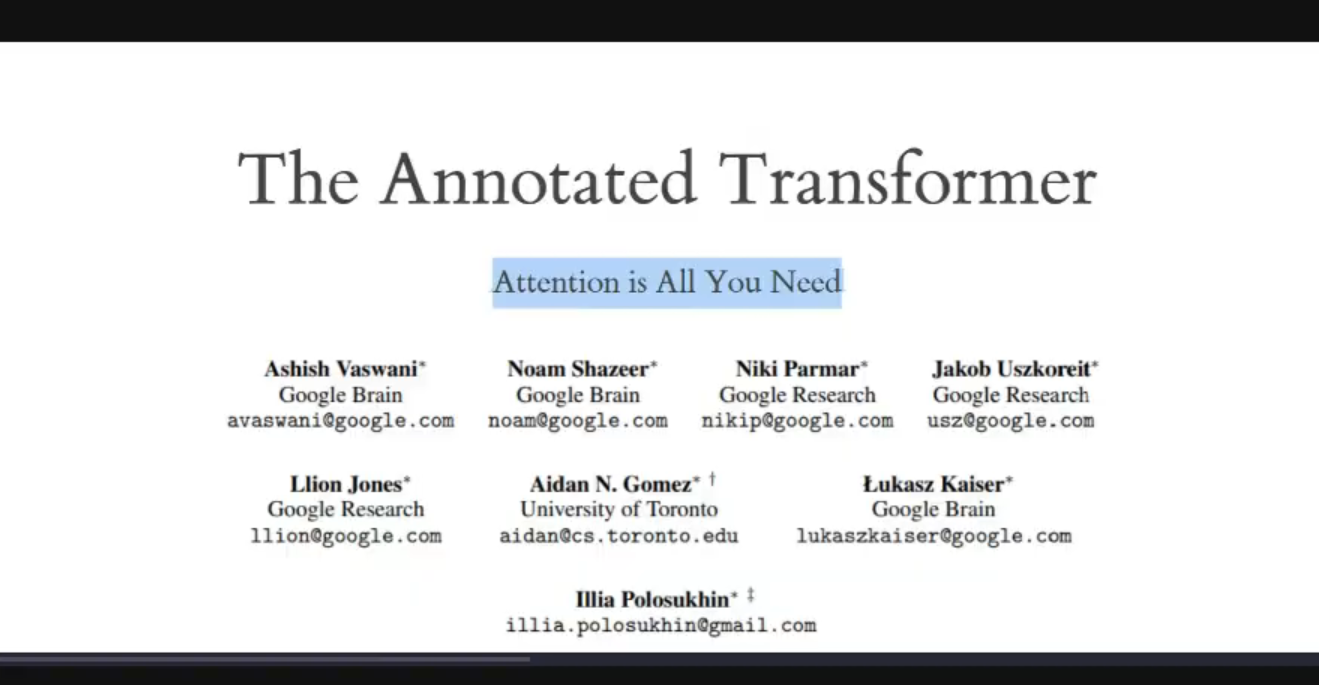 The Annotated Transformer
Attention is All You Need
Ashish Vaswani* Noam Shazeer* Niki Parmar* Jakob Uszkoreit*
Google Brain Google Brain Google Research Google Research
avaswani@google.com noam@google.com nikip@google.com usz@google.com
Llion Jones* Aidan N. Gomez* † Łukasz Kaiser*
Google Research University of Toronto Google Brain
llion@google.com aidan@cs.toronto.edu lukaszkaiser@google.com
Illia Polosukhin* ‡
illia.polosukhin@gmail.com